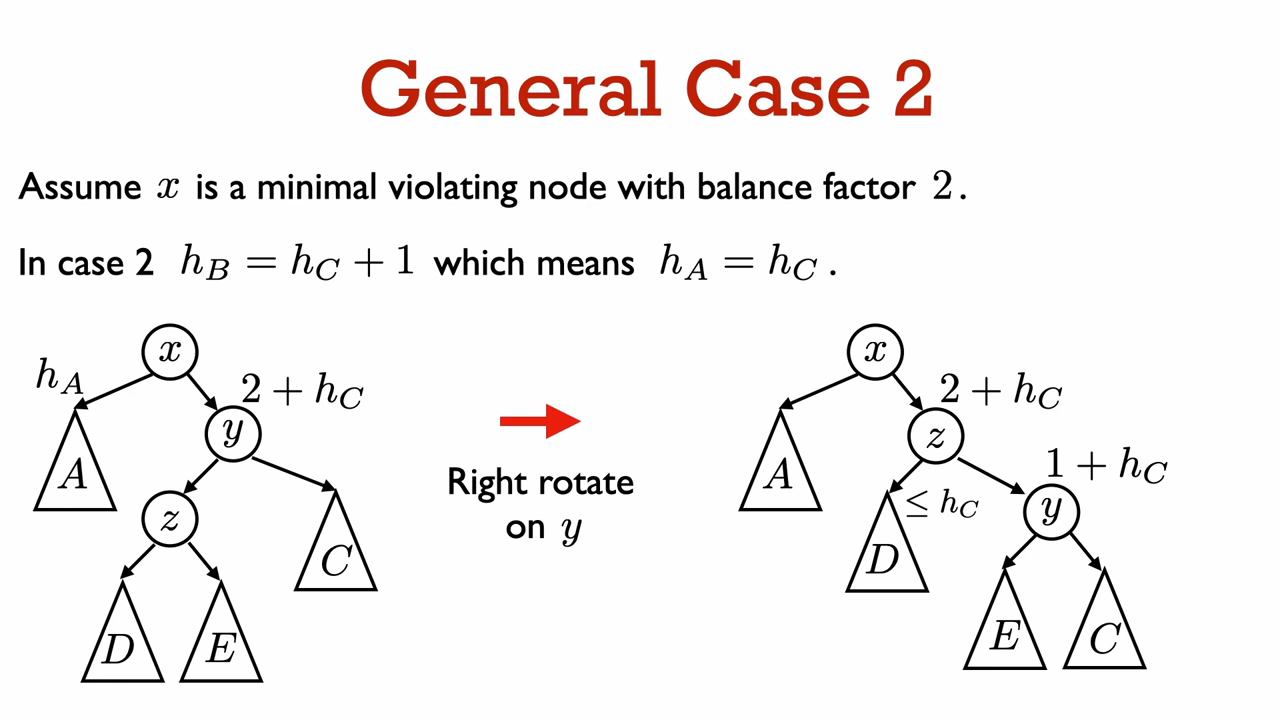 General Case 2
Assume x is a minimal violating node with balance factor 2.
In case 2 h_B = h_C + 1 which means h_A = h_C.
x
h_A
2 + h_C
y
A
z
C
D
E
Right rotate
on y
x
2 + h_C
z
1 + h_C
A
≤ h_C
y
D
E
C